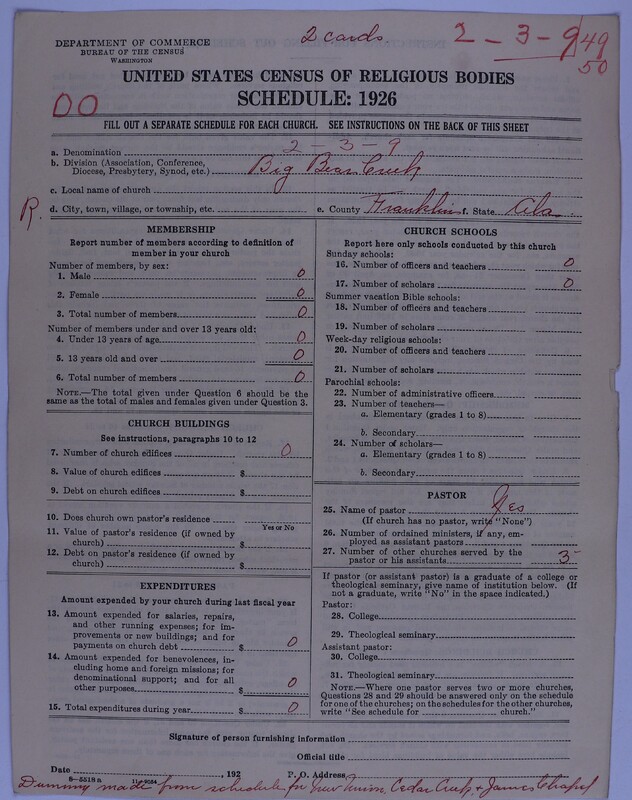 2 cards
2-3-9
49
50
DEPARTMENT OF COMMERCE
BUREAU OF THE CENSUS
WASHINGTON
UNITED STATES CENSUS OF RELIGIOUS BODIES
00
SCHEDULE: 1926
FILL OUT A SEPARATE SCHEDULE FOR EACH CHURCH. SEE INSTRUCTIONS ON THE BACK OF THIS SHEET
a. Denomination 2-3-9
b. Division (Association, Conference,
Diocese, Presbytery, Synod, etc.) Big Bear Creek
c. Local name of church
R.
d. City, town, village, or township, etc. e. County Franklin f. State Ala.
MEMBERSHIP
Report number of members according to definition of
member in your church
Number of members, by sex:
1. Male 0
2. Female 0
3. Total number of members 0
Number of members under and over 13 years old:
4. Under 13 years of age 0
5. 13 years old and over 0
6. Total number of members 0
NOTE.—The total given under Question 6 should be the
same as the total of males and females given under Question 3.
CHURCH BUILDINGS
See instructions, paragraphs 10 to 12
7. Number of church edifices 0
8. Value of church edifices $
9. Debt on church edifices $
10. Does church own pastor's residence
Yes or No
11. Value of pastor's residence (if owned by
church) $
12. Debt on pastor's residence (if owned by
church) $
EXPENDITURES
Amount expended by your church during last fiscal year
13. Amount expended for salaries, repairs,
and other running expenses; for im-
provements or new buildings; and for
payments on church debt $ 0
14. Amount expended for benevolences, in-
cluding home and foreign missions; for
denominational support; and for all
other purposes $ 0
15. Total expenditures during year $ 0
CHURCH SCHOOLS
Report here only schools conducted by this church
Sunday schools:
16. Number of officers and teachers 0
17. Number of scholars 0
Summer vacation Bible schools:
18. Number of officers and teachers
19. Number of scholars
Week-day religious schools:
20. Number of officers and teachers
21. Number of scholars
Parochial schools:
22. Number of administrative officers
23. Number of teachers—
a. Elementary (grades 1 to 8)
b. Secondary
24. Number of scholars—
a. Elementary (grades 1 to 8)
b. Secondary
PASTOR
25. Name of pastor Yes
(If church has no pastor, write "None")
26. Number of ordained ministers, if any, em-
ployed as assistant pastors
27. Number of other churches served by the
pastor or his assistants 3
If pastor (or assistant pastor) is a graduate of a college or
theological seminary, give name of institution below. (If
not a graduate, write "No" in the space indicated.)
Pastor:
28. College
29. Theological seminary
Assistant pastor:
30. College
31. Theological seminary
NOTE.—Where one pastor serves two or more churches,
Questions 28 and 29 should be answered only on the schedule
for one of the churches; on the schedules for the other churches,
write "See schedule for church."
Signature of person furnishing information
Official title
Date , 192 P. O. Address
8—5518a 11—9034
Dummy made from schedule for New Union, Cedar Creek & James Chapel